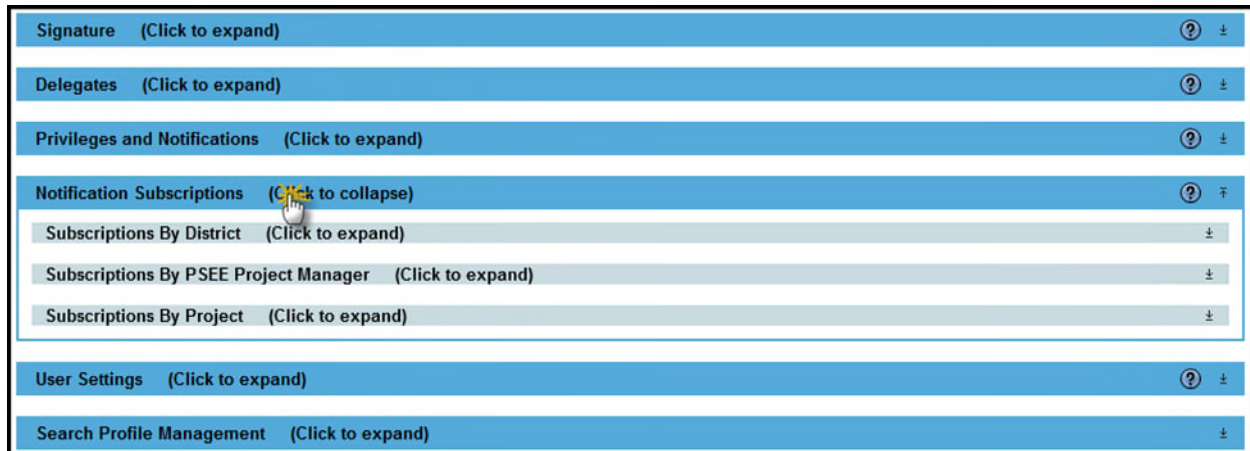 Signature (Click to expand) ?
Delegates (Click to expand) ?
Privileges and Notifications (Click to expand) ?
Notification Subscriptions (Click to collapse) ?
Subscriptions By District (Click to expand)
Subscriptions By PSEE Project Manager (Click to expand)
Subscriptions By Project (Click to expand)
User Settings (Click to expand) ?
Search Profile Management (Click to expand)